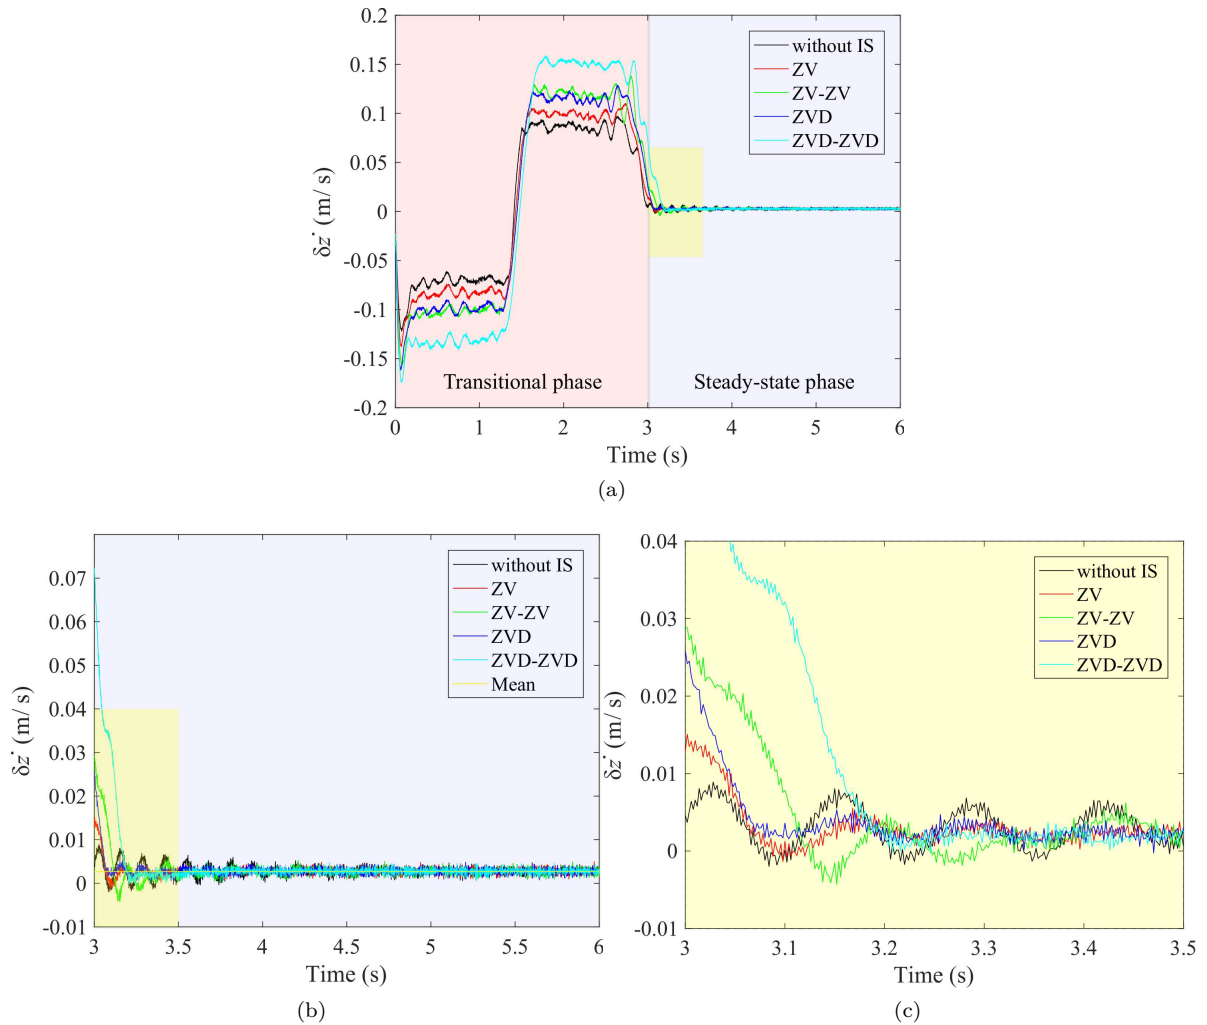 0.2
0.15
0.1
0.05
0
-0.05
-0.1
-0.15
-0.2
δż (m/ s)
without IS
ZV
ZV-ZV
ZVD
ZVD-ZVD
Transitional phase
Steady-state phase
0 1 2 3 4 5 6
Time (s)
(a)
0.07
0.06
0.05
0.04
0.03
0.02
0.01
0
-0.01
δż (m/ s)
without IS
ZV
ZV-ZV
ZVD
ZVD-ZVD
Mean
3 3.5 4 4.5 5 5.5 6
Time (s)
(b)
0.04
0.03
0.02
0.01
0
-0.01
δż (m/ s)
without IS
ZV
ZV-ZV
ZVD
ZVD-ZVD
3 3.1 3.2 3.3 3.4 3.5
Time (s)
(c)